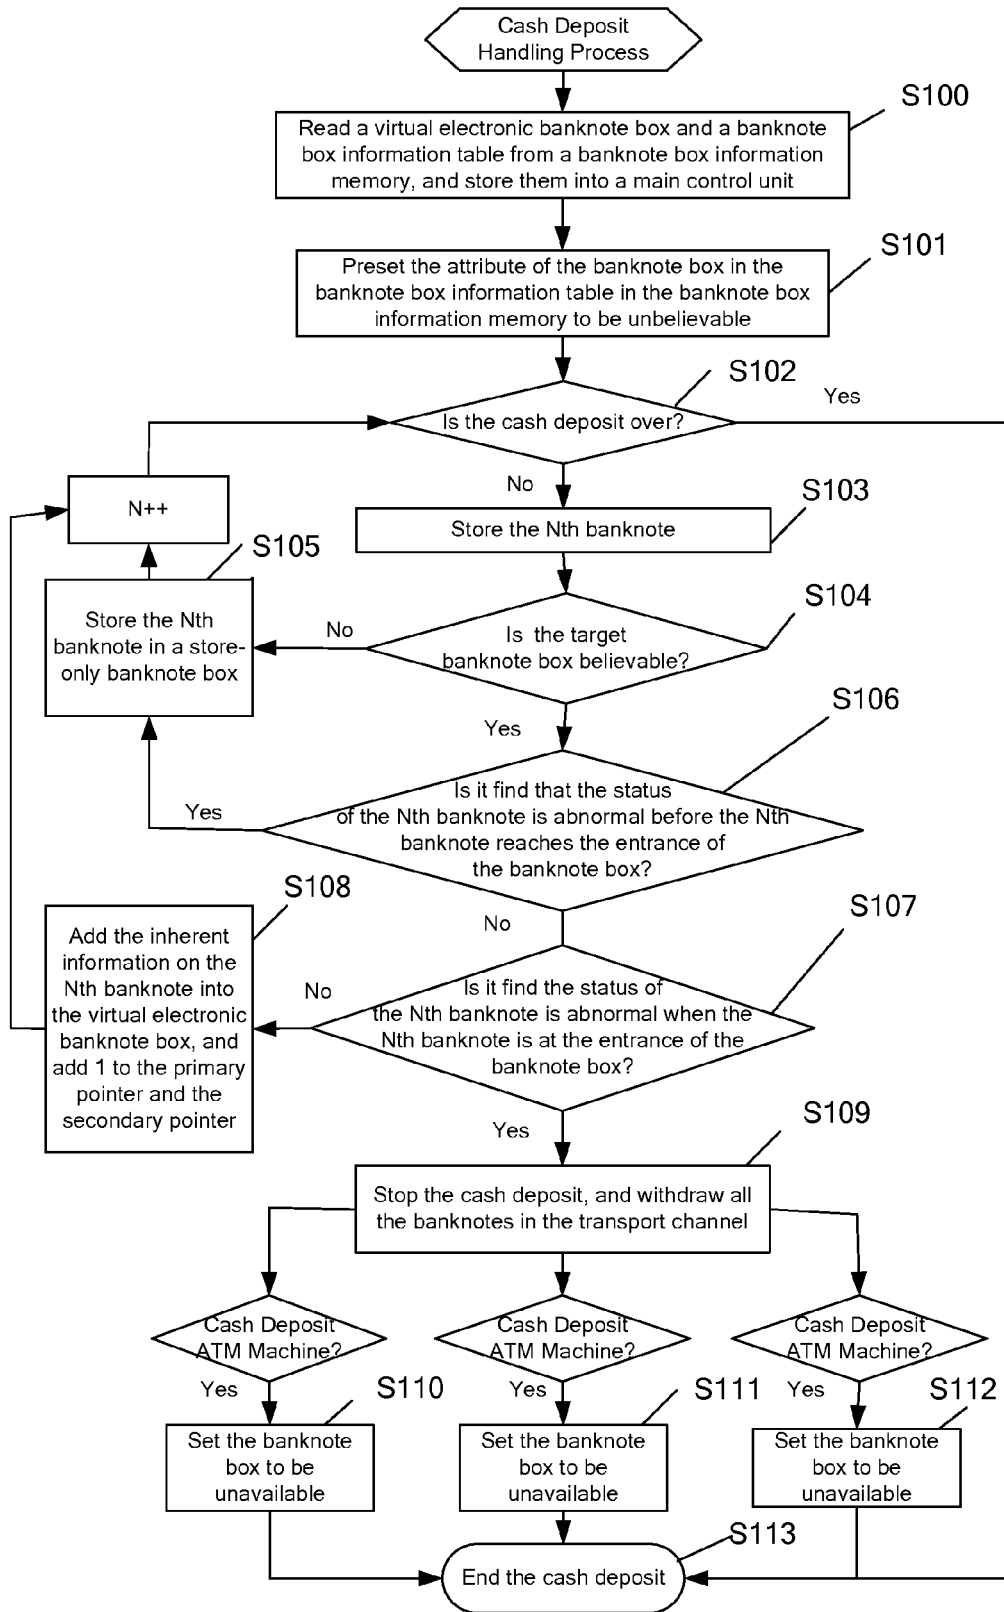 Cash Deposit
Handling Process
S100
Read a virtual electronic banknote box and a banknote
box information table from a banknote box information
memory, and store them into a main control unit
S101
Preset the attribute of the banknote box in the
banknote box information table in the banknote box
information memory to be unbelievable
S102
Is the cash deposit over?
Yes
No
N++
S103
Store the Nth banknote
S105
Store the Nth
banknote in a store-
only banknote box
No
S104
Is the target
banknote box believable?
Yes
S106
Is it find that the status
of the Nth banknote is abnormal before the Nth
banknote reaches the entrance of
the banknote box?
Yes
No
S108
Add the inherent
information on the
Nth banknote into
the virtual electronic
banknote box, and
add 1 to the primary
pointer and the
secondary pointer
No
S107
Is it find the status of
the Nth banknote is abnormal when the
Nth banknote is at the entrance of the
banknote box?
Yes
S109
Stop the cash deposit, and withdraw all
the banknotes in the transport channel
Cash Deposit
ATM Machine?
Cash Deposit
ATM Machine?
Cash Deposit
ATM Machine?
Yes
S110
Yes
S111
Yes
S112
Set the banknote
box to be
unavailable
Set the banknote
box to be
unavailable
Set the banknote
box to be
unavailable
S113
End the cash deposit